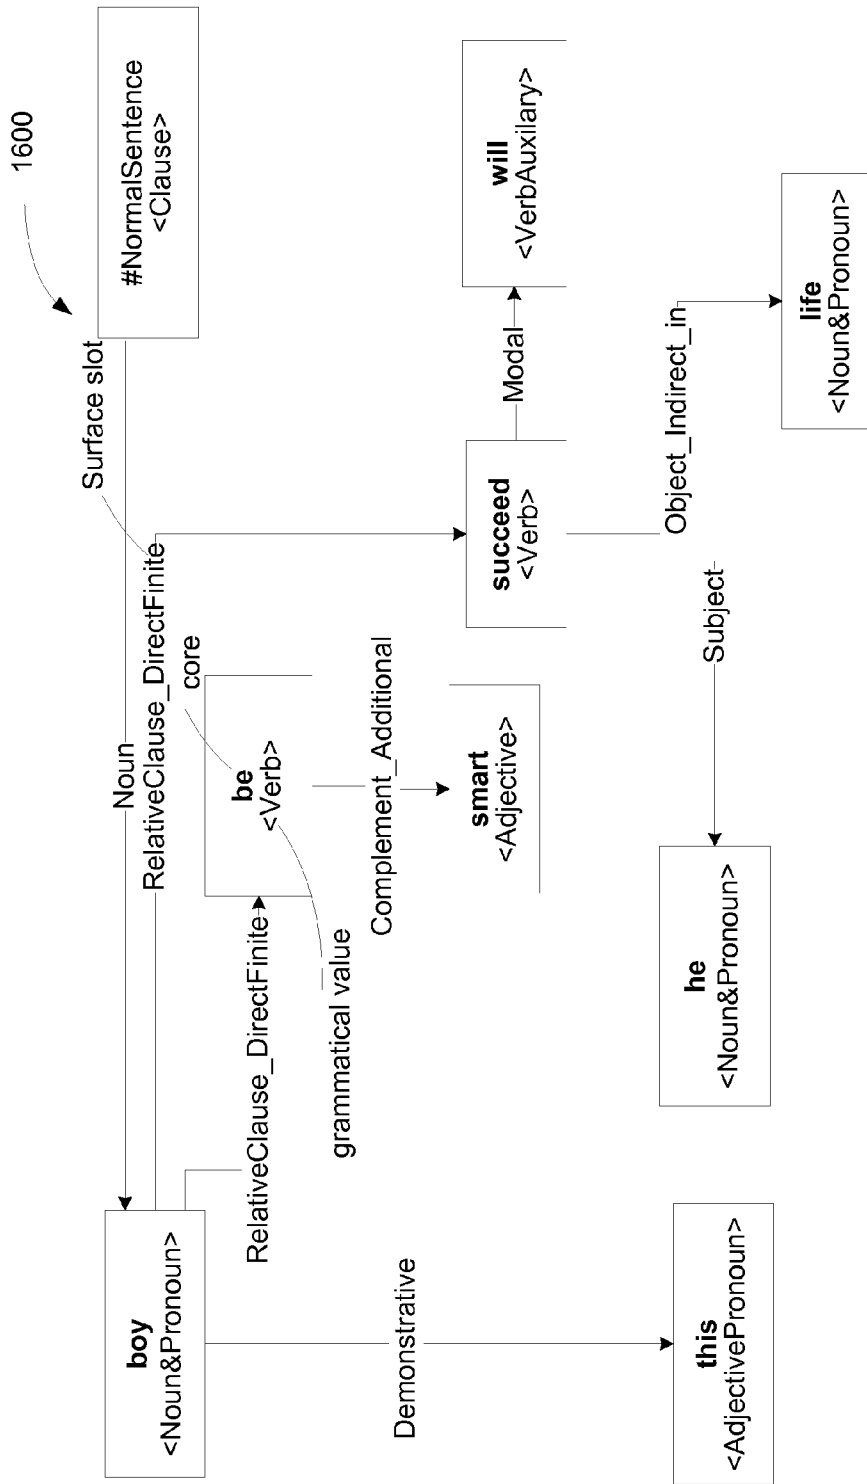 1600
#NormalSentence
<Clause>
Surface slot
Noun
RelativeClause_DirectFinite
core
boy
<Noun&Pronoun>
RelativeClause_DirectFinite
be
<Verb>
grammatical value
Complement_Additional
smart
<Adjective>
succeed
<Verb>
Modal
will
<VerbAuxilary>
Object_Indirect_in
life
<Noun&Pronoun>
Subject
he
<Noun&Pronoun>
Demonstrative
this
<AdjectivePronoun>